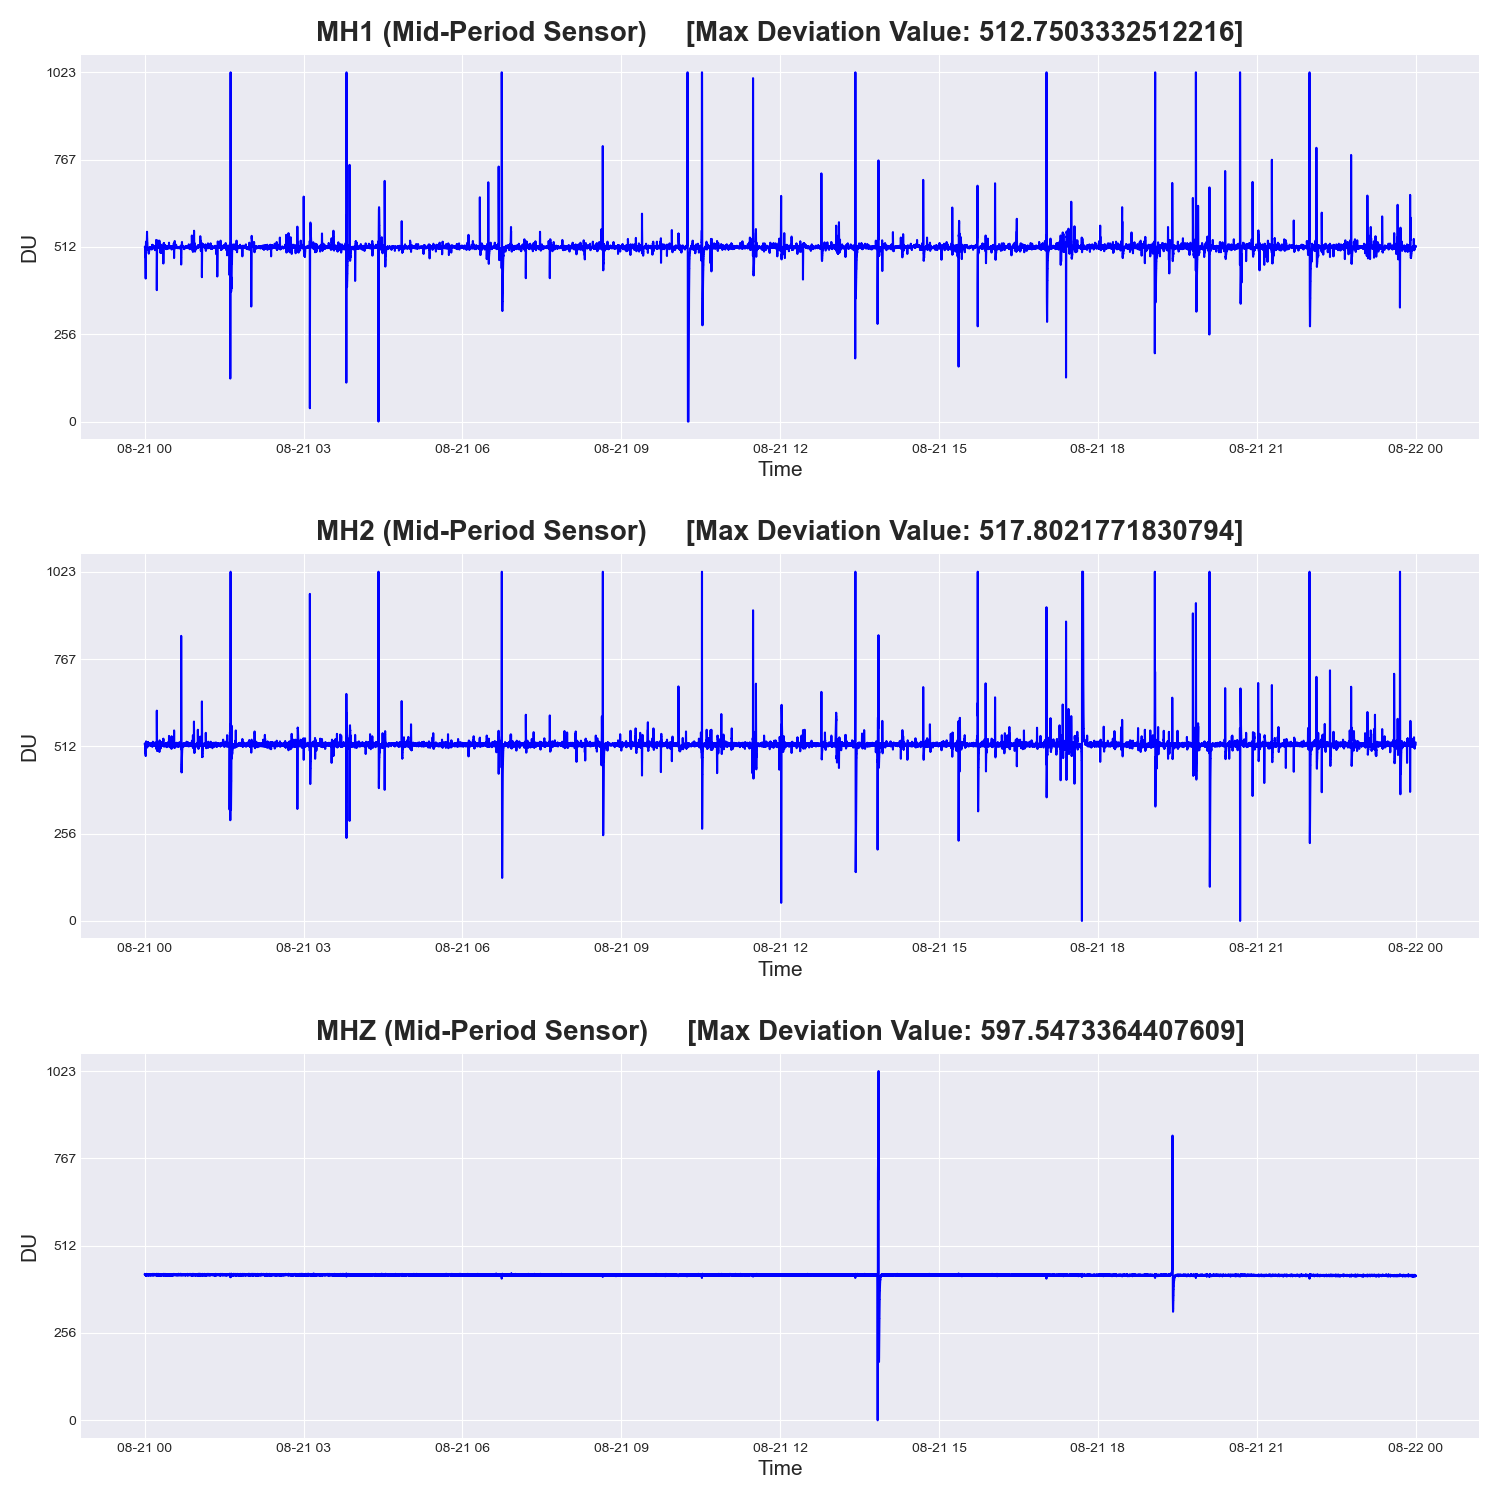 MH1 (Mid-Period Sensor) [Max Deviation Value: 512.7503332512216]
1023
767
512
256
0
DU
08-21 00 08-21 03 08-21 06 08-21 09 08-21 12 08-21 15 08-21 18 08-21 21 08-22 00
Time
MH2 (Mid-Period Sensor) [Max Deviation Value: 517.8021771830794]
1023
767
512
256
0
DU
08-21 00 08-21 03 08-21 06 08-21 09 08-21 12 08-21 15 08-21 18 08-21 21 08-22 00
Time
MHZ (Mid-Period Sensor) [Max Deviation Value: 597.5473364407609]
1023
767
512
256
0
DU
08-21 00 08-21 03 08-21 06 08-21 09 08-21 12 08-21 15 08-21 18 08-21 21 08-22 00
Time